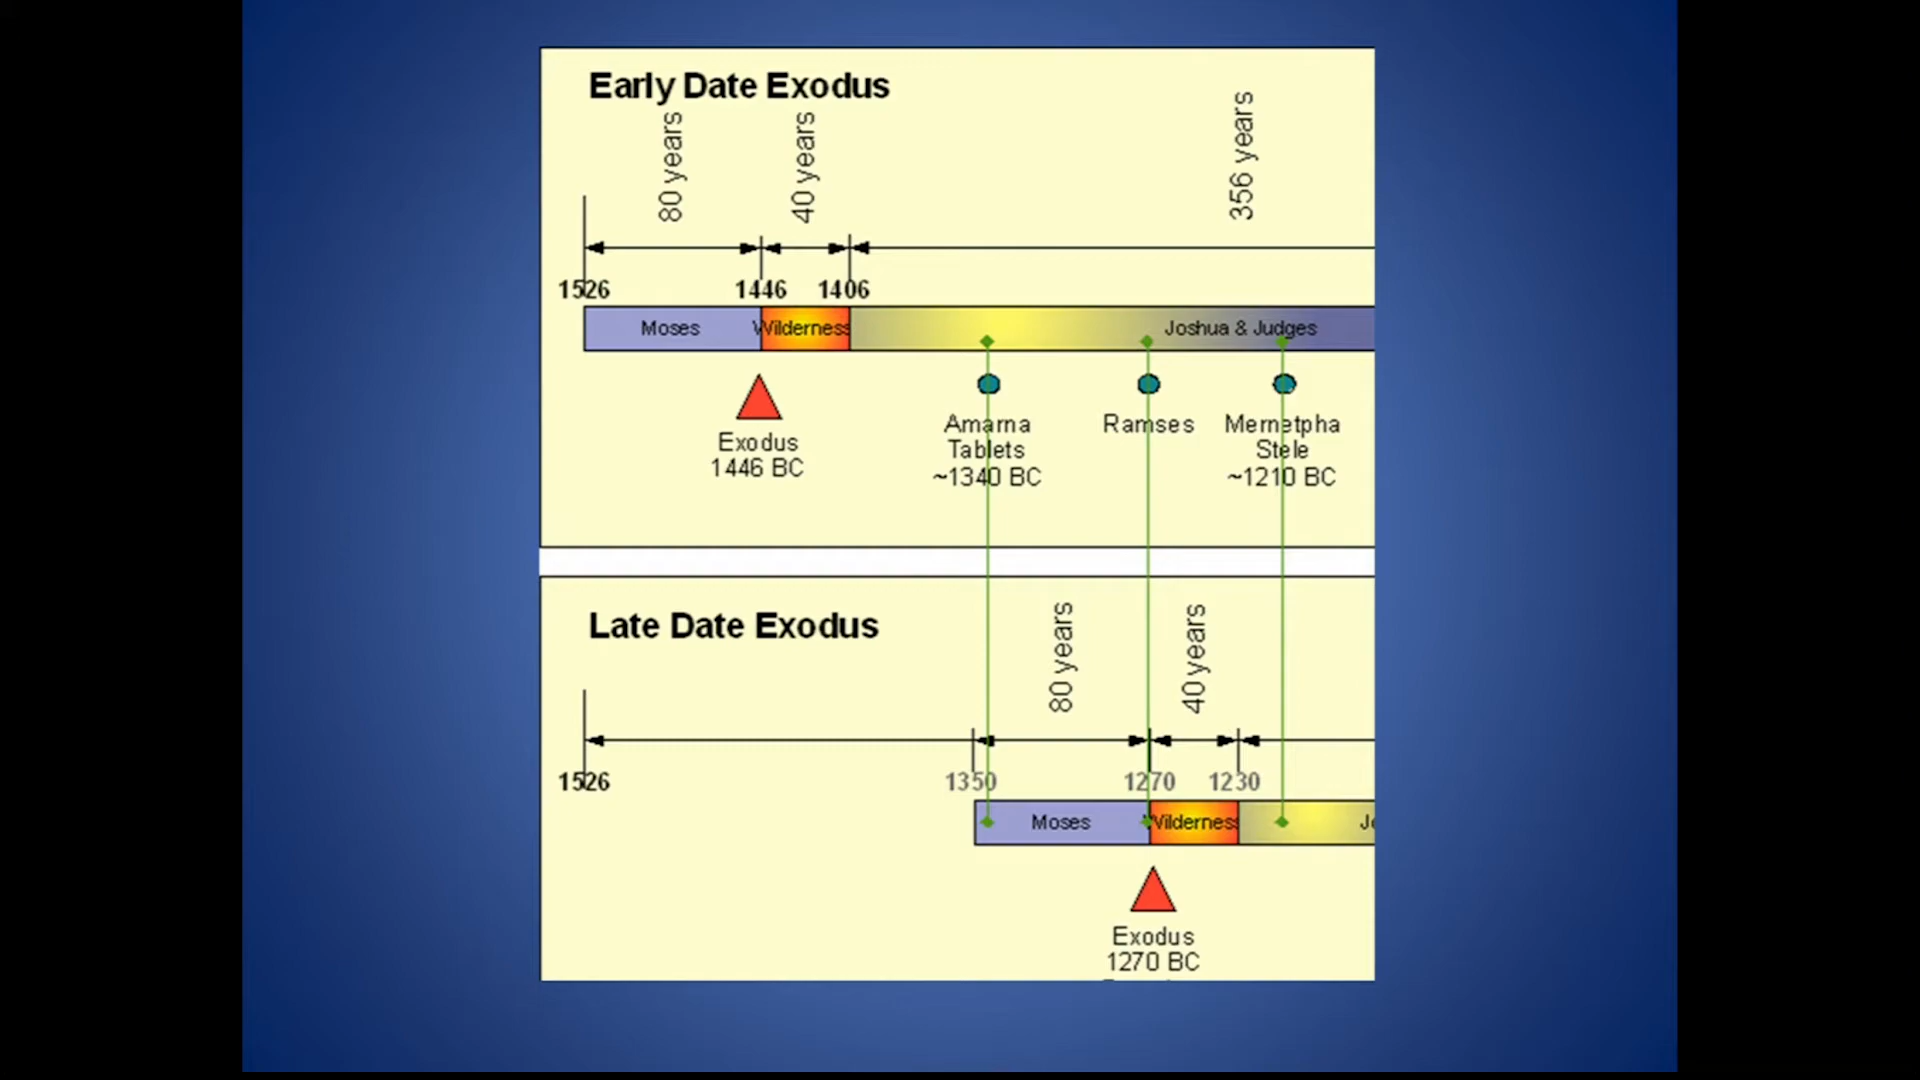 Early Date Exodus
80 years
40 years
356 years
1526
1446
1406
Moses
Wilderness
Joshua & Judges
Exodus
1446 BC
Amarna
Tablets
~1340 BC
Ramses
Mernetpha
Stele
~1210 BC
Late Date Exodus
80 years
40 years
1526
1350
1270
1230
Moses
Wilderness
Exodus
1270 BC